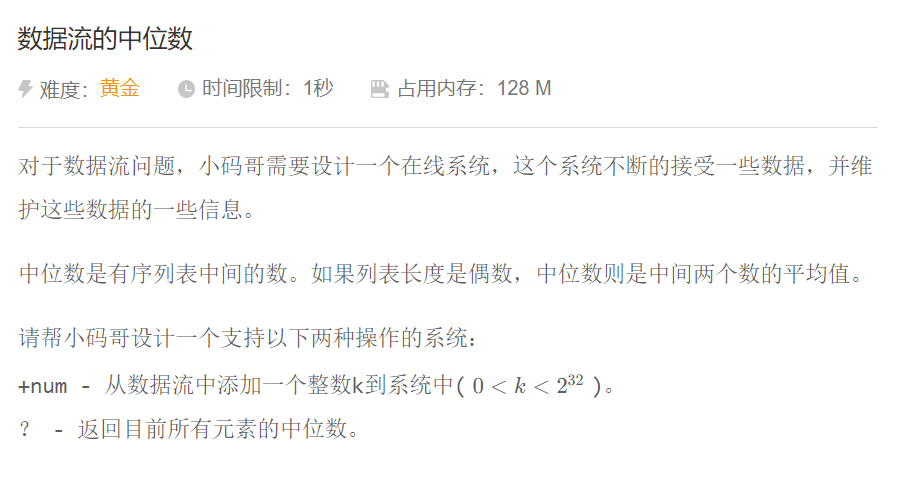 数据流的中位数
难度：黄金 时间限制：1秒 占用内存：128 M
对于数据流问题，小码哥需要设计一个在线系统，这个系统不断的接受一些数据，并维
护这些数据的一些信息。
中位数是有序列表中间的数。如果列表长度是偶数，中位数则是中间两个数的平均值。
请帮小码哥设计一个支持以下两种操作的系统：
+num - 从数据流中添加一个整数k到系统中( 0 < k < 2³² )。
？ - 返回目前所有元素的中位数。